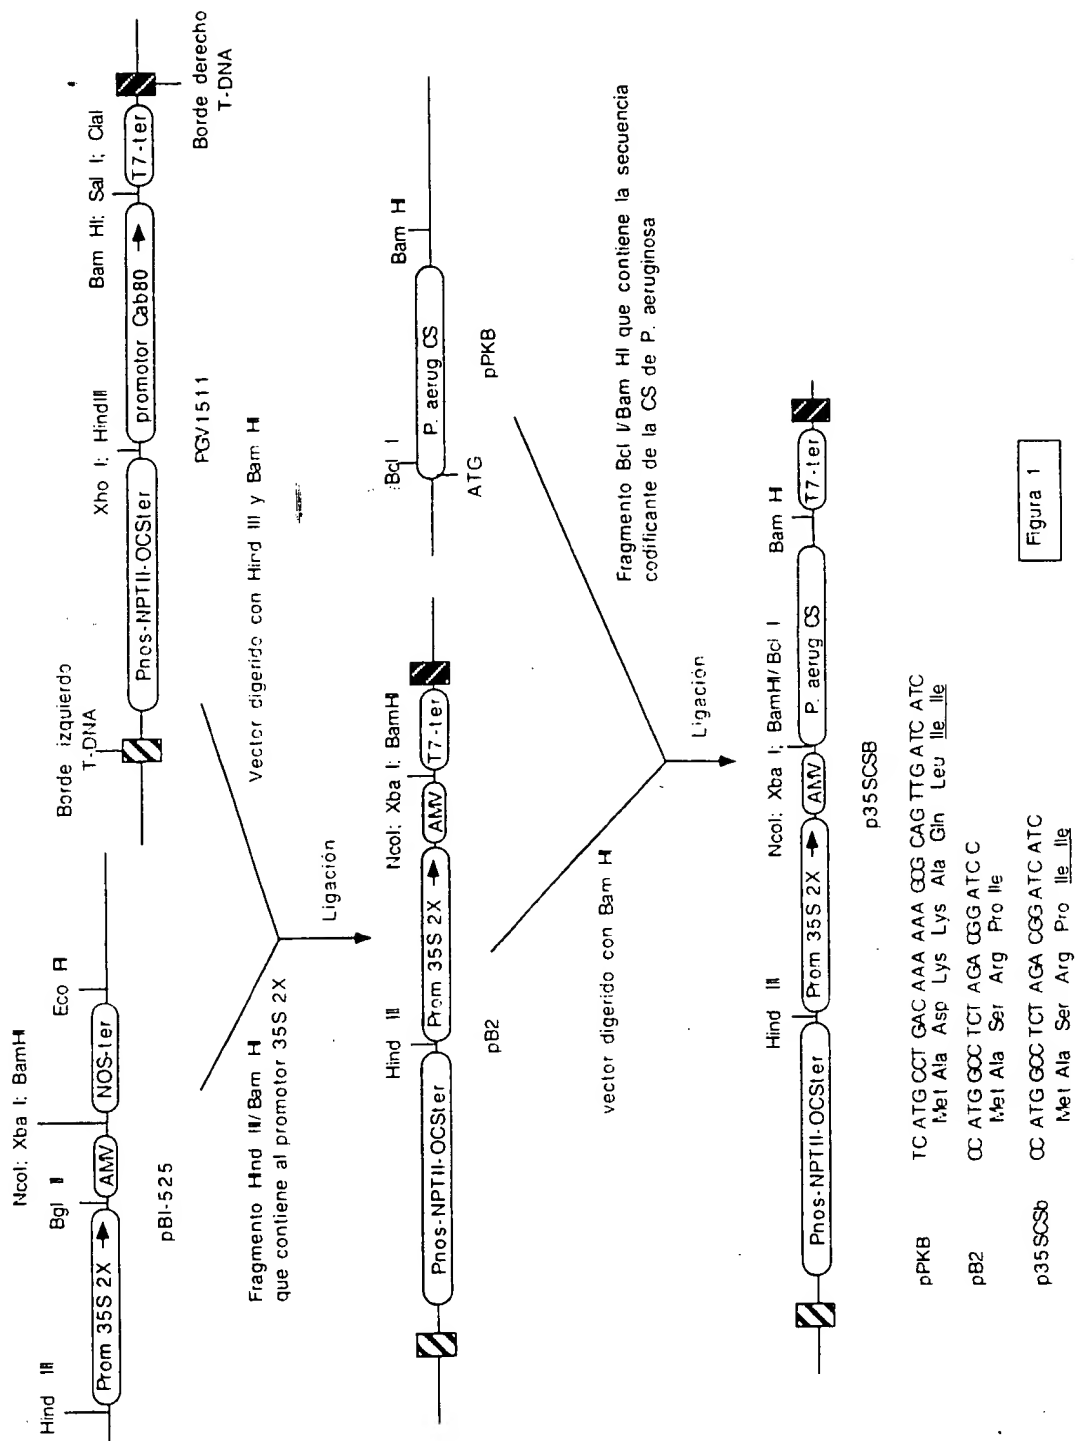 Hind III
Bgl II
NcoI; Xba I; BamHI
Eco RI
Prom 35S 2X
AMV
NOS-ter
pBI-525
Borde izquierdo
T-DNA
Xho I; HindIII
Bam HI; Sal I; ClaI
Pnos-NPTII-OCSter
promotor Cab80
T7-ter
Borde derecho
T-DNA
PGV1511
Fragmento Hind III/Bam HI
que contiene al promotor 35S 2X
Vector digerido con Hind III y Bam HI
Ligación
Hind III
NcoI; Xba I; BamHI
Pnos-NPTII-OCSter
Prom 35S 2X
AMV
T7-ter
pB2
Bcl I
Bam HI
P. aerug CS
ATG
pPKB
vector digerido con Bam HI
Fragmento Bcl I/Bam HI que contiene la secuencia
codificante de la CS de P. aeruginosa
Ligación
Hind III
NcoI; Xba I; BamHI/Bcl I
Bam HI
Pnos-NPTII-OCSter
Prom 35S 2X
AMV
P. aerug CS
T7-ter
p35SCSB
pPKB TC ATG CCT GAC AAA AAA GCG CAG TTG ATC ATC
Met Ala Asp Lys Lys Ala Gln Leu Ile Ile
pB2 CC ATG GCC TCT AGA CGG ATC C
Met Ala Ser Arg Pro Ile
p35SCSb CC ATG GCC TCT AGA CGG ATC ATC
Met Ala Ser Arg Pro Ile Ile
Figura 1